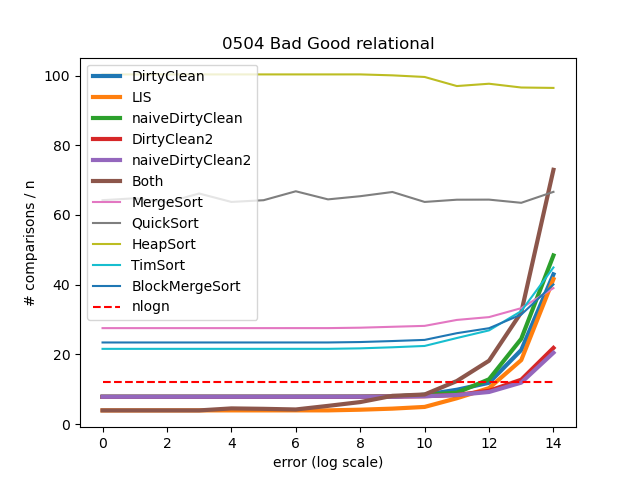 0504 Bad Good relational
# comparisons / n
100
80
60
40
20
0
DirtyClean
LIS
naiveDirtyClean
DirtyClean2
naiveDirtyClean2
Both
MergeSort
QuickSort
HeapSort
TimSort
BlockMergeSort
nlogn
0 2 4 6 8 10 12 14
error (log scale)